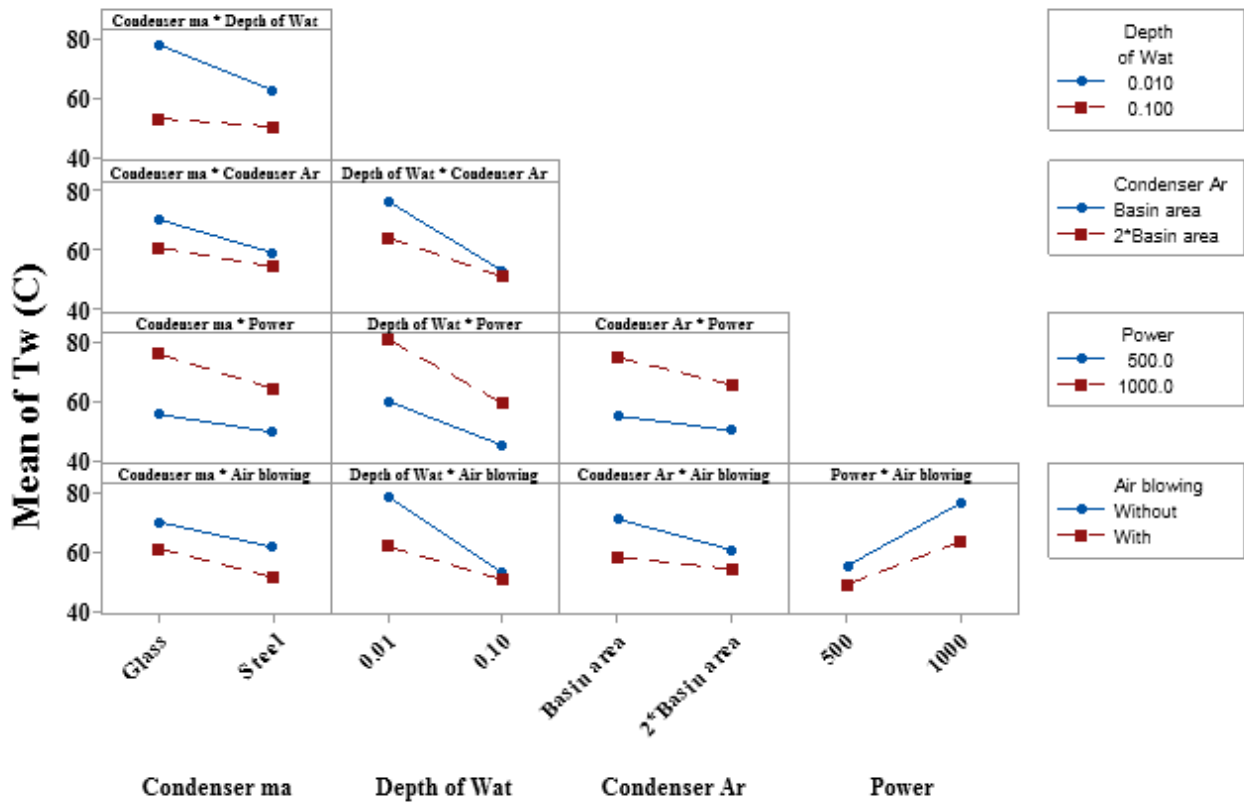 Condenser ma * Depth of Wat
80
60
40
Depth
of Wat
0.010
0.100
Condenser ma * Condenser Ar
Depth of Wat * Condenser Ar
80
60
40
Condenser Ar
Basin area
2*Basin area
Mean of Tw (C)
Condenser ma * Power
Depth of Wat * Power
Condenser Ar * Power
80
60
40
Power
500.0
1000.0
Condenser ma * Air blowing
Depth of Wat * Air blowing
Condenser Ar * Air blowing
Power * Air blowing
80
60
40
Air blowing
Without
With
Glass
Steel
0.01
0.10
Basin area
2*Basin area
500
1000
Condenser ma
Depth of Wat
Condenser Ar
Power